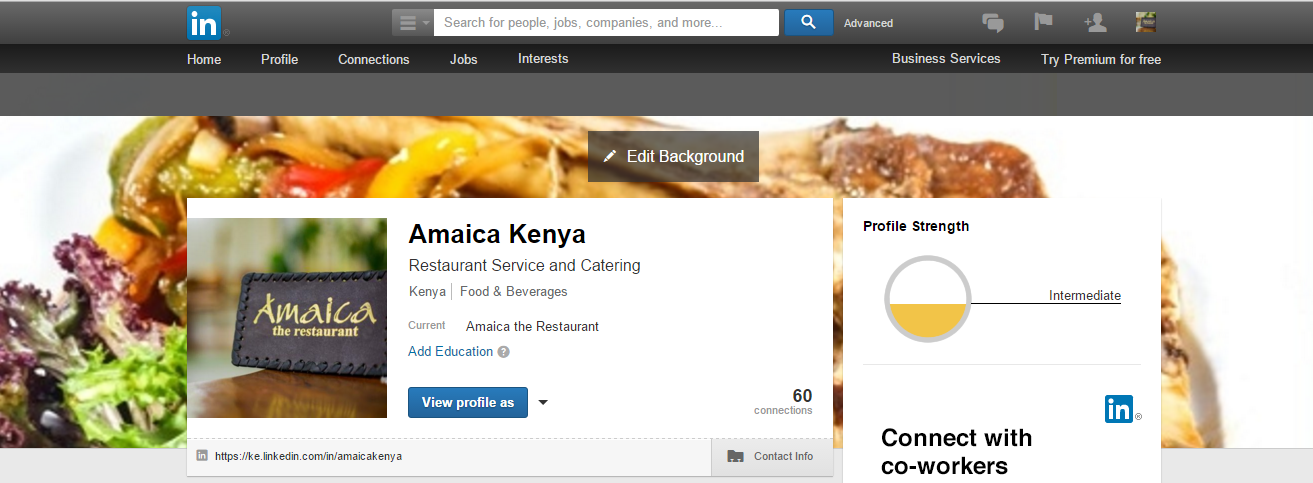 in ®
Search for people, jobs, companies, and more...
Advanced
Home Profile Connections Jobs Interests Business Services Try Premium for free
Edit Background
Amaica
the restaurant
Amaica Kenya
Restaurant Service and Catering
Kenya Food & Beverages
Current Amaica the Restaurant
Add Education ?
View profile as
60
connections
in https://ke.linkedin.com/in/amaicakenya
Contact Info
Profile Strength
Intermediate
in ®
Connect with
co-workers